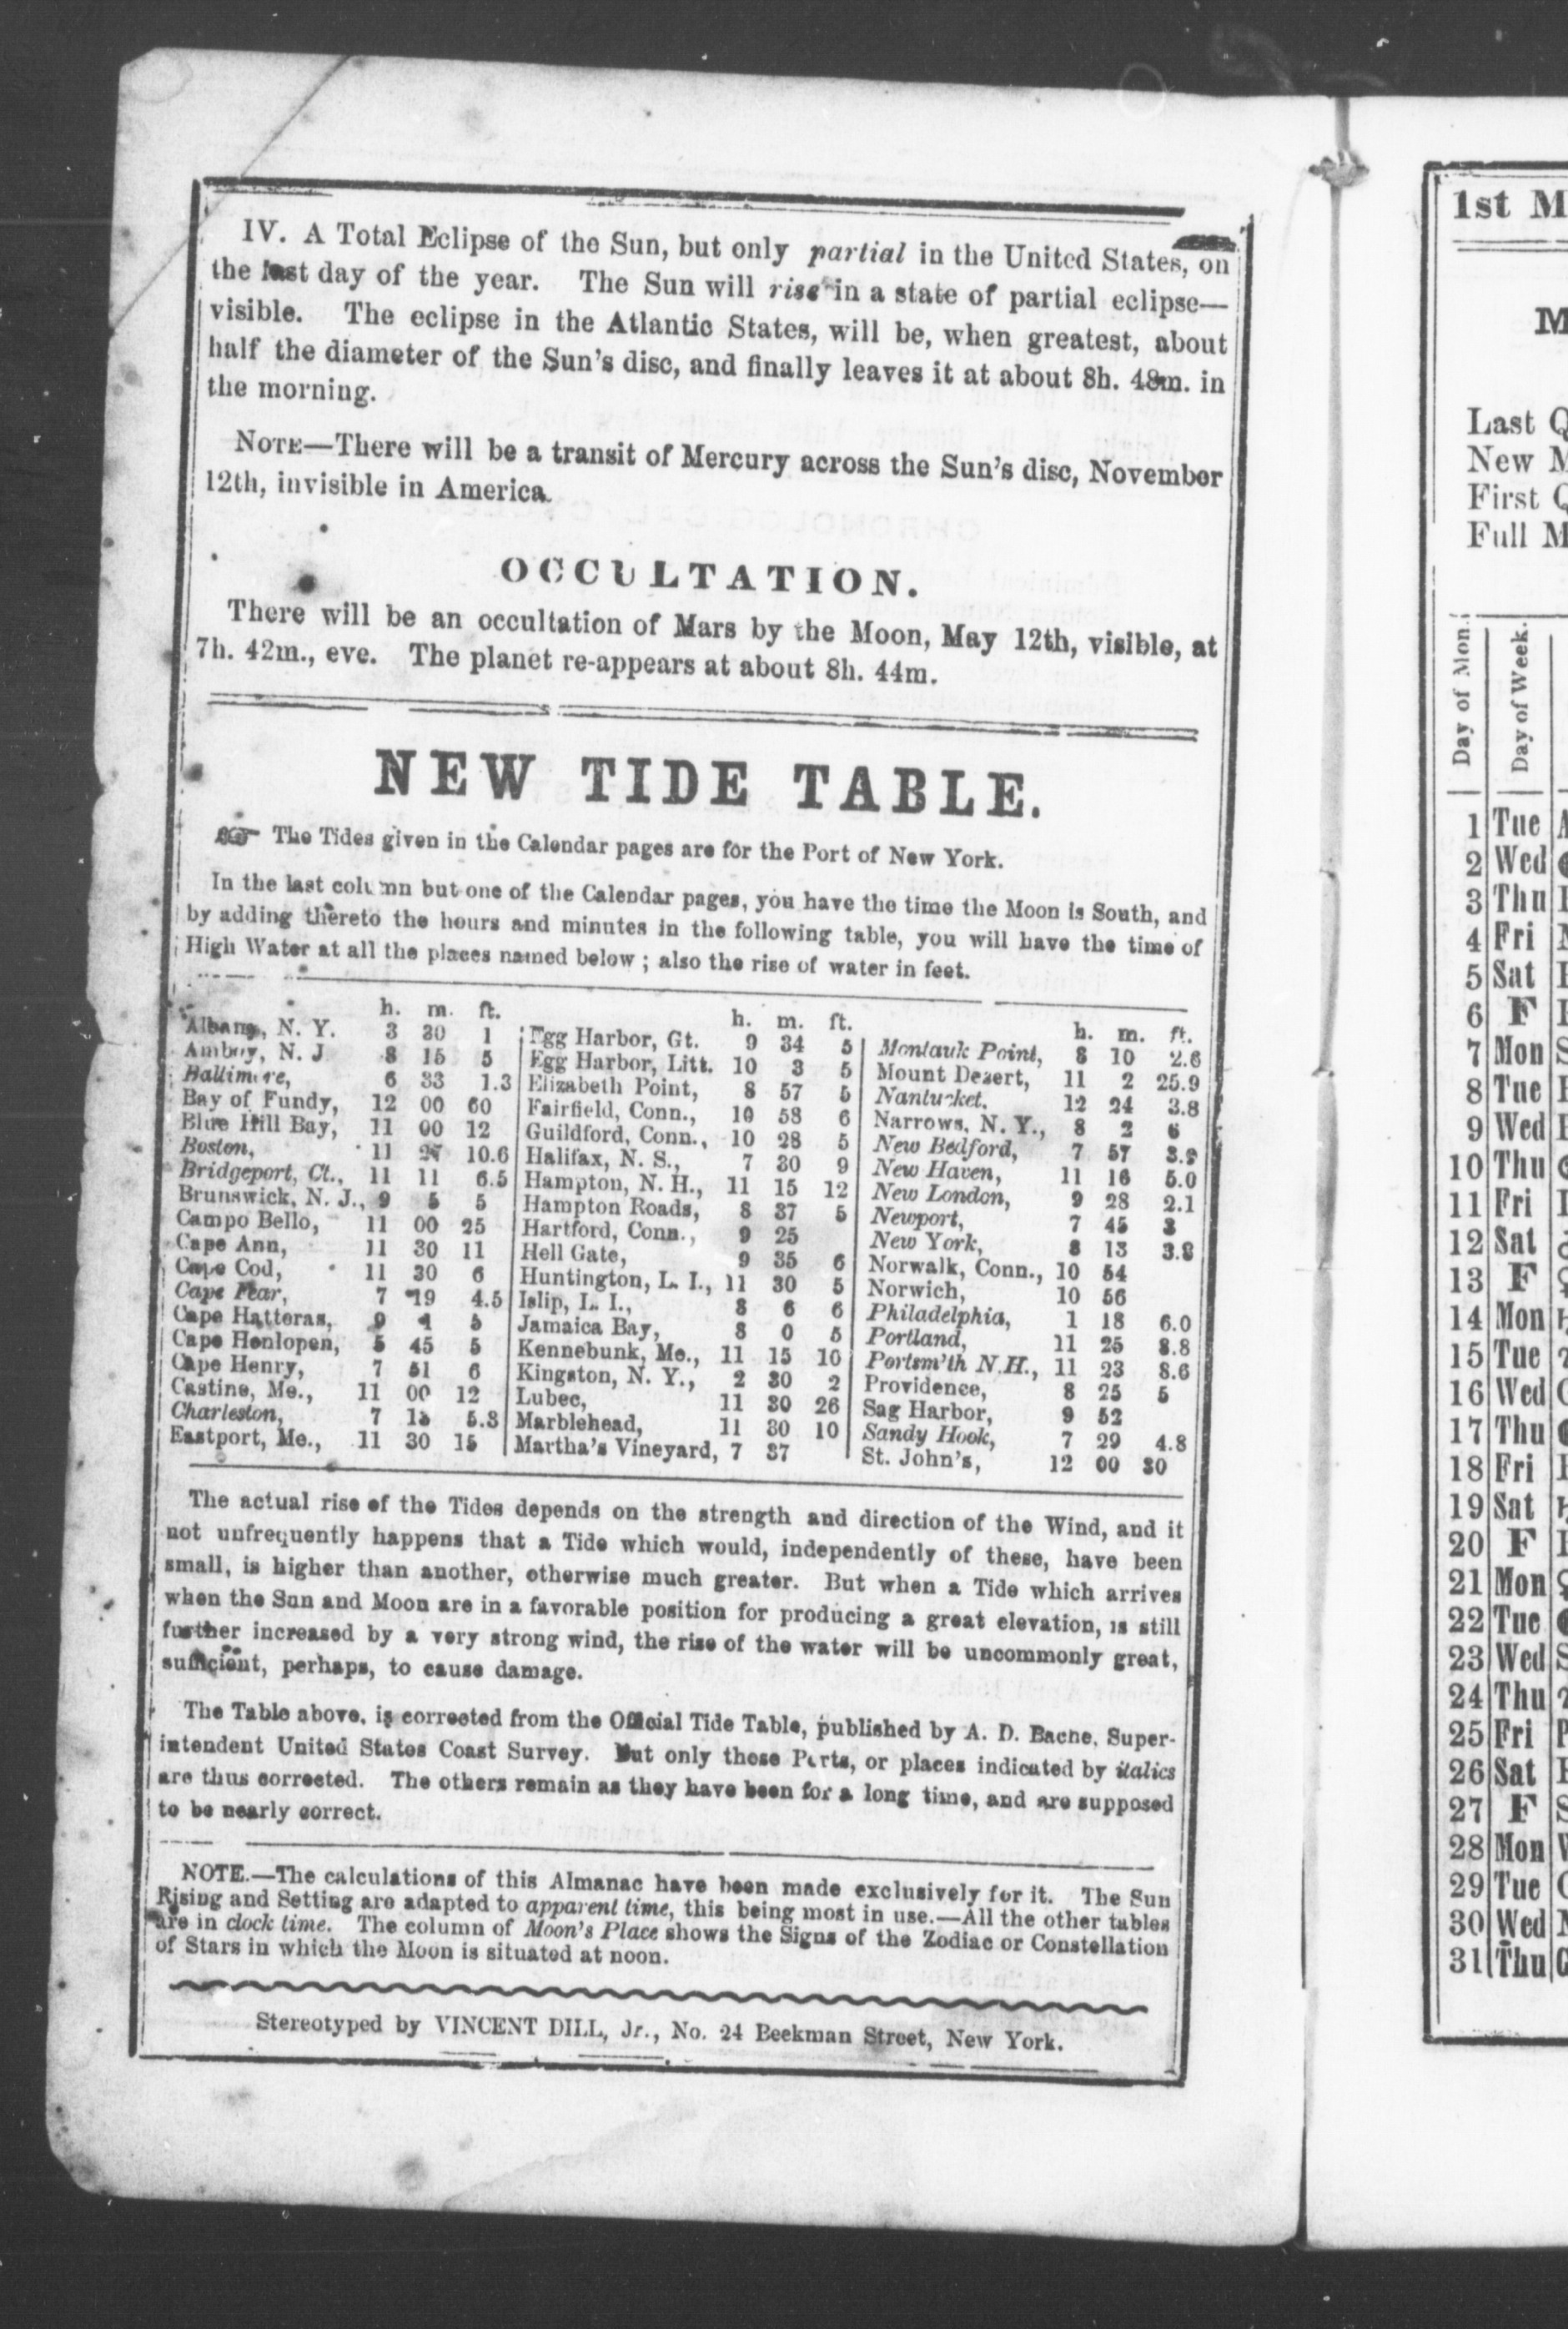 IV. A Total Eclipse of the Sun, but only partial in the United States, on
the last day of the year. The Sun will rise in a state of partial eclipse—
visible. The eclipse in the Atlantic States, will be, when greatest, about
half the diameter of the Sun's disc, and finally leaves it at about 8h. 48m. in
the morning.
NOTE—There will be a transit of Mercury across the Sun's disc, November
12th, invisible in America.
OCCULTATION.
There will be an occultation of Mars by the Moon, May 12th, visible, at
7h. 42m., eve. The planet re-appears at about 8h. 44m.
NEW TIDE TABLE.
☞ The Tides given in the Calendar pages are for the Port of New York.
In the last column but one of the Calendar pages, you have the time the Moon is South, and
by adding thereto the hours and minutes in the following table, you will have the time of
High Water at all the places named below; also the rise of water in feet.
h. m. ft.
Albany, N. Y. 3 30 1
Amboy, N. J 8 15 5
Baltimore, 6 33 1.3
Bay of Fundy, 12 00 60
Blue Hill Bay, 11 00 12
Boston, 11 27 10.6
Bridgeport, Ct., 11 11 6.5
Brunswick, N. J., 9 5 5
Campo Bello, 11 00 25
Cape Ann, 11 30 11
Cape Cod, 11 30 6
Cape Fear, 7 19 4.5
Cape Hatteras, 9 5
Cape Henlopen, 5 45 5
Cape Henry, 7 51 6
Castine, Me., 11 00 12
Charleston, 7 13 5.3
Eastport, Me., 11 30 15
h. m. ft.
Egg Harbor, Gt. 9 34 5
Egg Harbor, Litt. 10 3 5
Elizabeth Point, 8 57 5
Fairfield, Conn., 10 58 6
Guildford, Conn., 10 28 5
Halifax, N. S., 7 30 9
Hampton, N. H., 11 15 12
Hampton Roads, 8 37 5
Hartford, Conn., 9 25
Hell Gate, 9 35 6
Huntington, L. I., 11 30 5
Islip, L. I., 8 6 6
Jamaica Bay, 8 0 5
Kennebunk, Me., 11 15 10
Kingston, N. Y., 2 30 2
Lubec, 11 30 26
Marblehead, 11 30 10
Martha's Vineyard, 7 37
h. m. ft.
Montauk Point, 8 10 2.6
Mount Desert, 11 2 25.9
Nantucket. 12 24 3.8
Narrows, N. Y., 8 2 6
New Bedford, 7 57 3.9
New Haven, 11 16 5.0
New London, 9 28 2.1
Newport, 7 45 3
New York, 8 13 3.8
Norwalk, Conn., 10 54
Norwich, 10 56
Philadelphia, 1 18 6.0
Portland, 11 25 8.8
Portsm'th N.H., 11 23 8.6
Providence, 8 25 5
Sag Harbor, 9 52
Sandy Hook, 7 29 4.8
St. John's, 12 00 30
The actual rise of the Tides depends on the strength and direction of the Wind, and it
not unfrequently happens that a Tide which would, independently of these, have been
small, is higher than another, otherwise much greater. But when a Tide which arrives
when the Sun and Moon are in a favorable position for producing a great elevation, is still
further increased by a very strong wind, the rise of the water will be uncommonly great,
sufficient, perhaps, to cause damage.
The Table above, is corrected from the Official Tide Table, published by A. D. Bache, Super-
intendent United States Coast Survey. But only these Ports, or places indicated by italics
are thus corrected. The others remain as they have been for a long time, and are supposed
to be nearly correct.
NOTE.—The calculations of this Almanac have been made exclusively for it. The Sun
Rising and Setting are adapted to apparent time, this being most in use.—All the other tables
are in clock time. The column of Moon's Place shows the Signs of the Zodiac or Constellation
of Stars in which the Moon is situated at noon.
Stereotyped by VINCENT DILL, Jr., No. 24 Beekman Street, New York.
1st M
M
Last Q
New M
First Q
Full M
Day of Mon.
Day of Week.
1 Tue
2 Wed
3 Thu
4 Fri
5 Sat
6 F
7 Mon
8 Tue
9 Wed
10 Thu
11 Fri
12 Sat
13 F
14 Mon
15 Tue
16 Wed
17 Thu
18 Fri
19 Sat
20 F
21 Mon
22 Tue
23 Wed
24 Thu
25 Fri
26 Sat
27 F
28 Mon
29 Tue
30 Wed
31 Thu